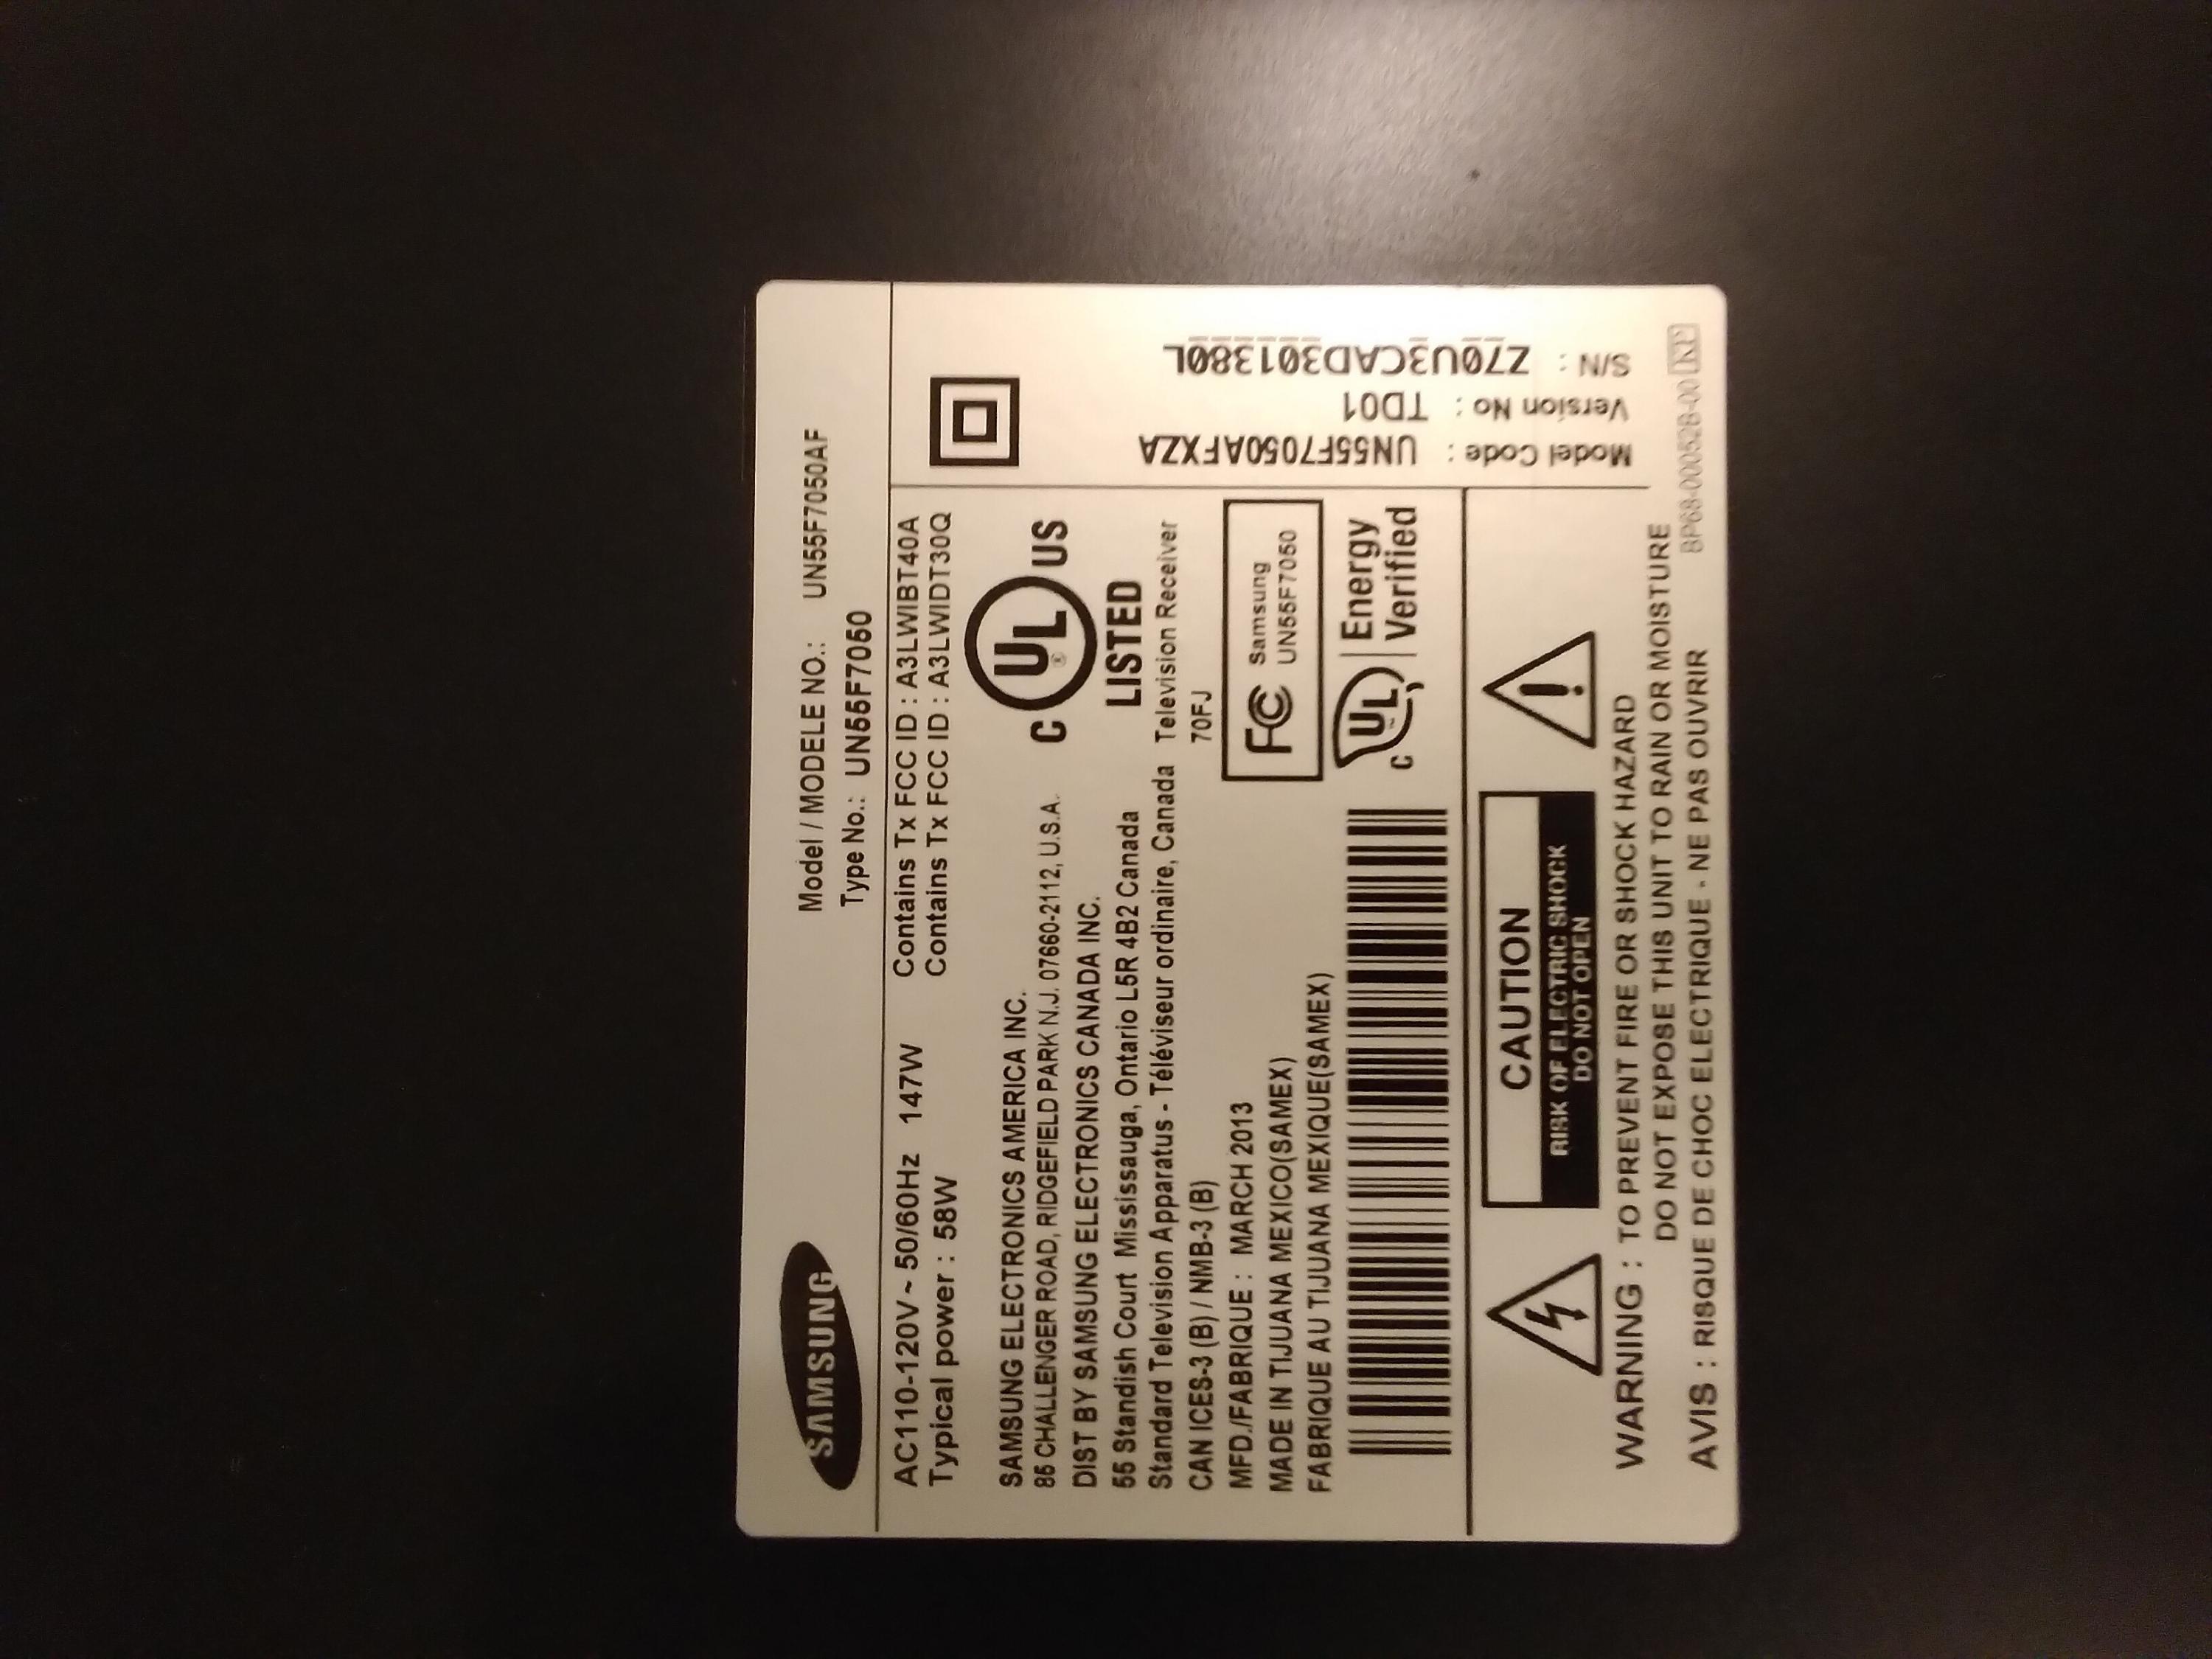 SAMSUNG
Model / MODELE NO.: UN55F7050AF
Type No.: UN55F7050
AC110-120V~ 50/60Hz 147W
Typical power : 58W
Contains Tx FCC ID : A3LWIBT40A
Contains Tx FCC ID : A3LWIDT30Q
SAMSUNG ELECTRONICS AMERICA INC.
85 CHALLENGER ROAD, RIDGEFIELD PARK N.J. 07660-2112, U.S.A.
DIST BY SAMSUNG ELECTRONICS CANADA INC.
55 Standish Court Mississauga, Ontario L5R 4B2 Canada
Standard Television Apparatus - Téléviseur ordinaire, Canada
CAN ICES-3 (B) / NMB-3 (B)
MFD./FABRIQUE : MARCH 2013
MADE IN TIJUANA MEXICO(SAMEX)
FABRIQUE AU TIJUANA MEXIQUE(SAMEX)
C UL ® US
LISTED
Television Receiver
70FJ
FC Samsung
UN55F7050
C UL Energy
Verified
Model Code : UN55F7050AFXZA
Version No : TD01
S/N : Z70U3CAD301380L
CAUTION
RISK OF ELECTRIC SHOCK
DO NOT OPEN
WARNING : TO PREVENT FIRE OR SHOCK HAZARD
DO NOT EXPOSE THIS UNIT TO RAIN OR MOISTURE
AVIS : RISQUE DE CHOC ELECTRIQUE - NE PAS OUVRIR